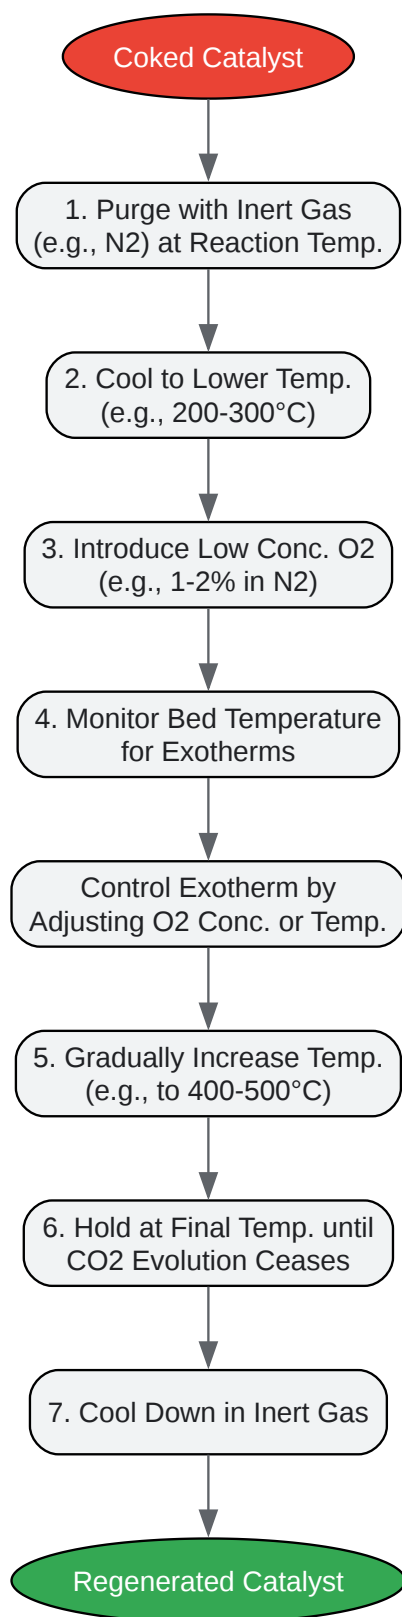 Coked Catalyst
1. Purge with Inert Gas
(e.g., N2) at Reaction Temp.
2. Cool to Lower Temp.
(e.g., 200-300°C)
3. Introduce Low Conc. O2
(e.g., 1-2% in N2)
4. Monitor Bed Temperature
for Exotherms
Control Exotherm by
Adjusting O2 Conc. or Temp.
5. Gradually Increase Temp.
(e.g., to 400-500°C)
6. Hold at Final Temp. until
CO2 Evolution Ceases
7. Cool Down in Inert Gas
Regenerated Catalyst